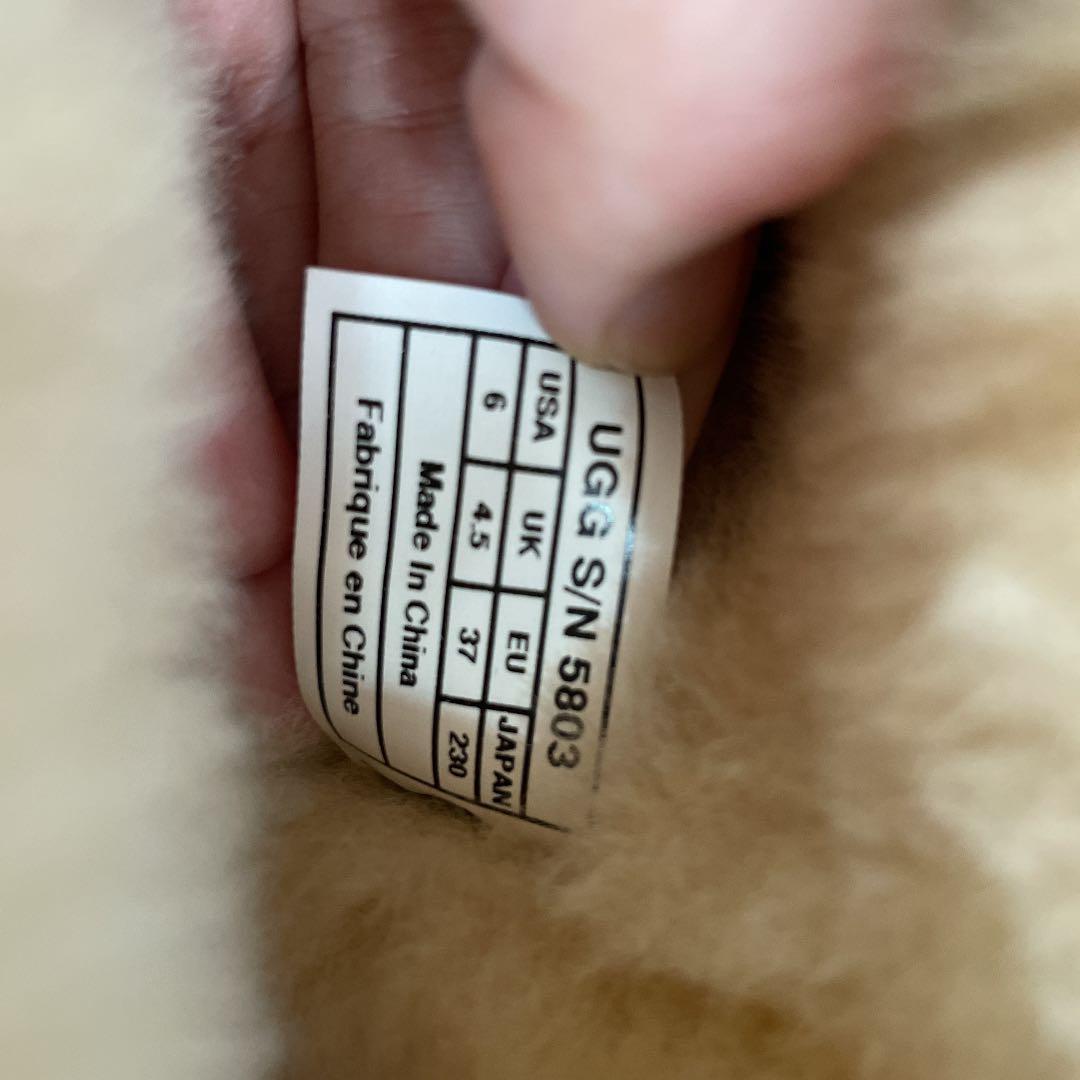 UGG S/N 5803
USA UK EU JAPAN
6 4.5 37 230
Made In China
Fabrique en Chine